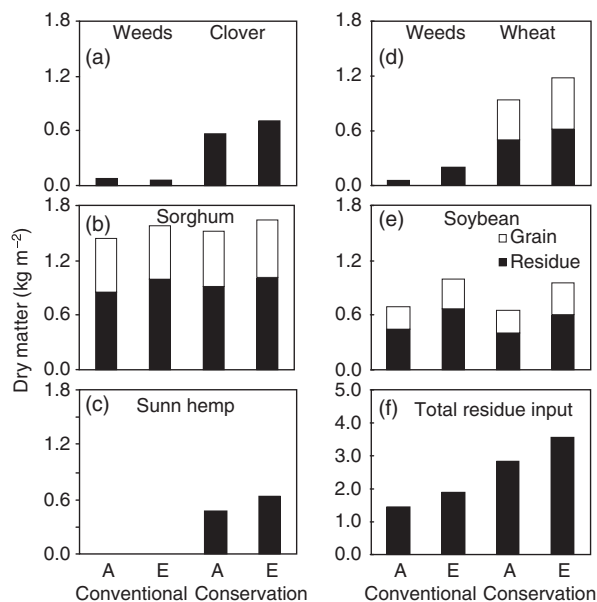 Dry matter (kg m⁻²)
1.8
1.2
0.6
0.0
(a)
Weeds Clover
1.8
1.2
0.6
0.0
(d)
Weeds Wheat
1.8
1.2
0.6
0.0
(b)
Sorghum
1.8
1.2
0.6
0.0
(e)
Soybean
Grain
Residue
1.8
1.2
0.6
0.0
(c)
Sunn hemp
5.0
4.0
3.0
2.0
1.0
0.0
(f)
Total residue input
A E A E
Conventional Conservation
A E A E
Conventional Conservation